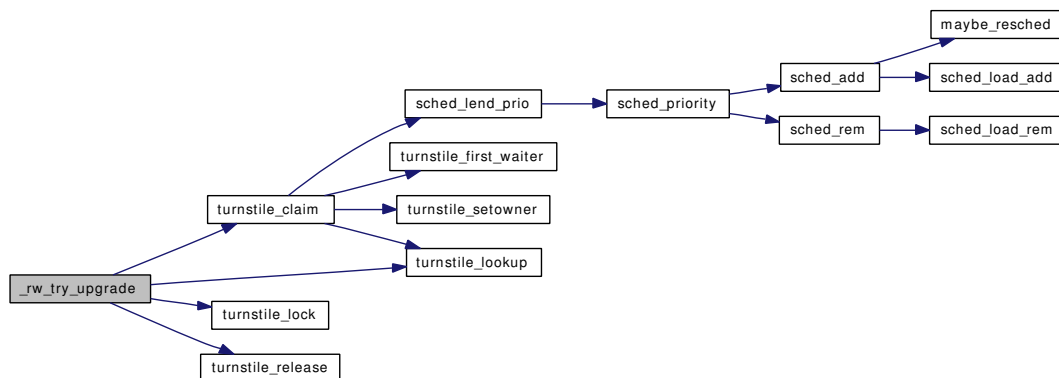 maybe_resched
sched_add
sched_load_add
sched_lend_prio
sched_priority
sched_rem
sched_load_rem
turnstile_first_waiter
turnstile_claim
turnstile_setowner
turnstile_lookup
_rw_try_upgrade
turnstile_lock
turnstile_release